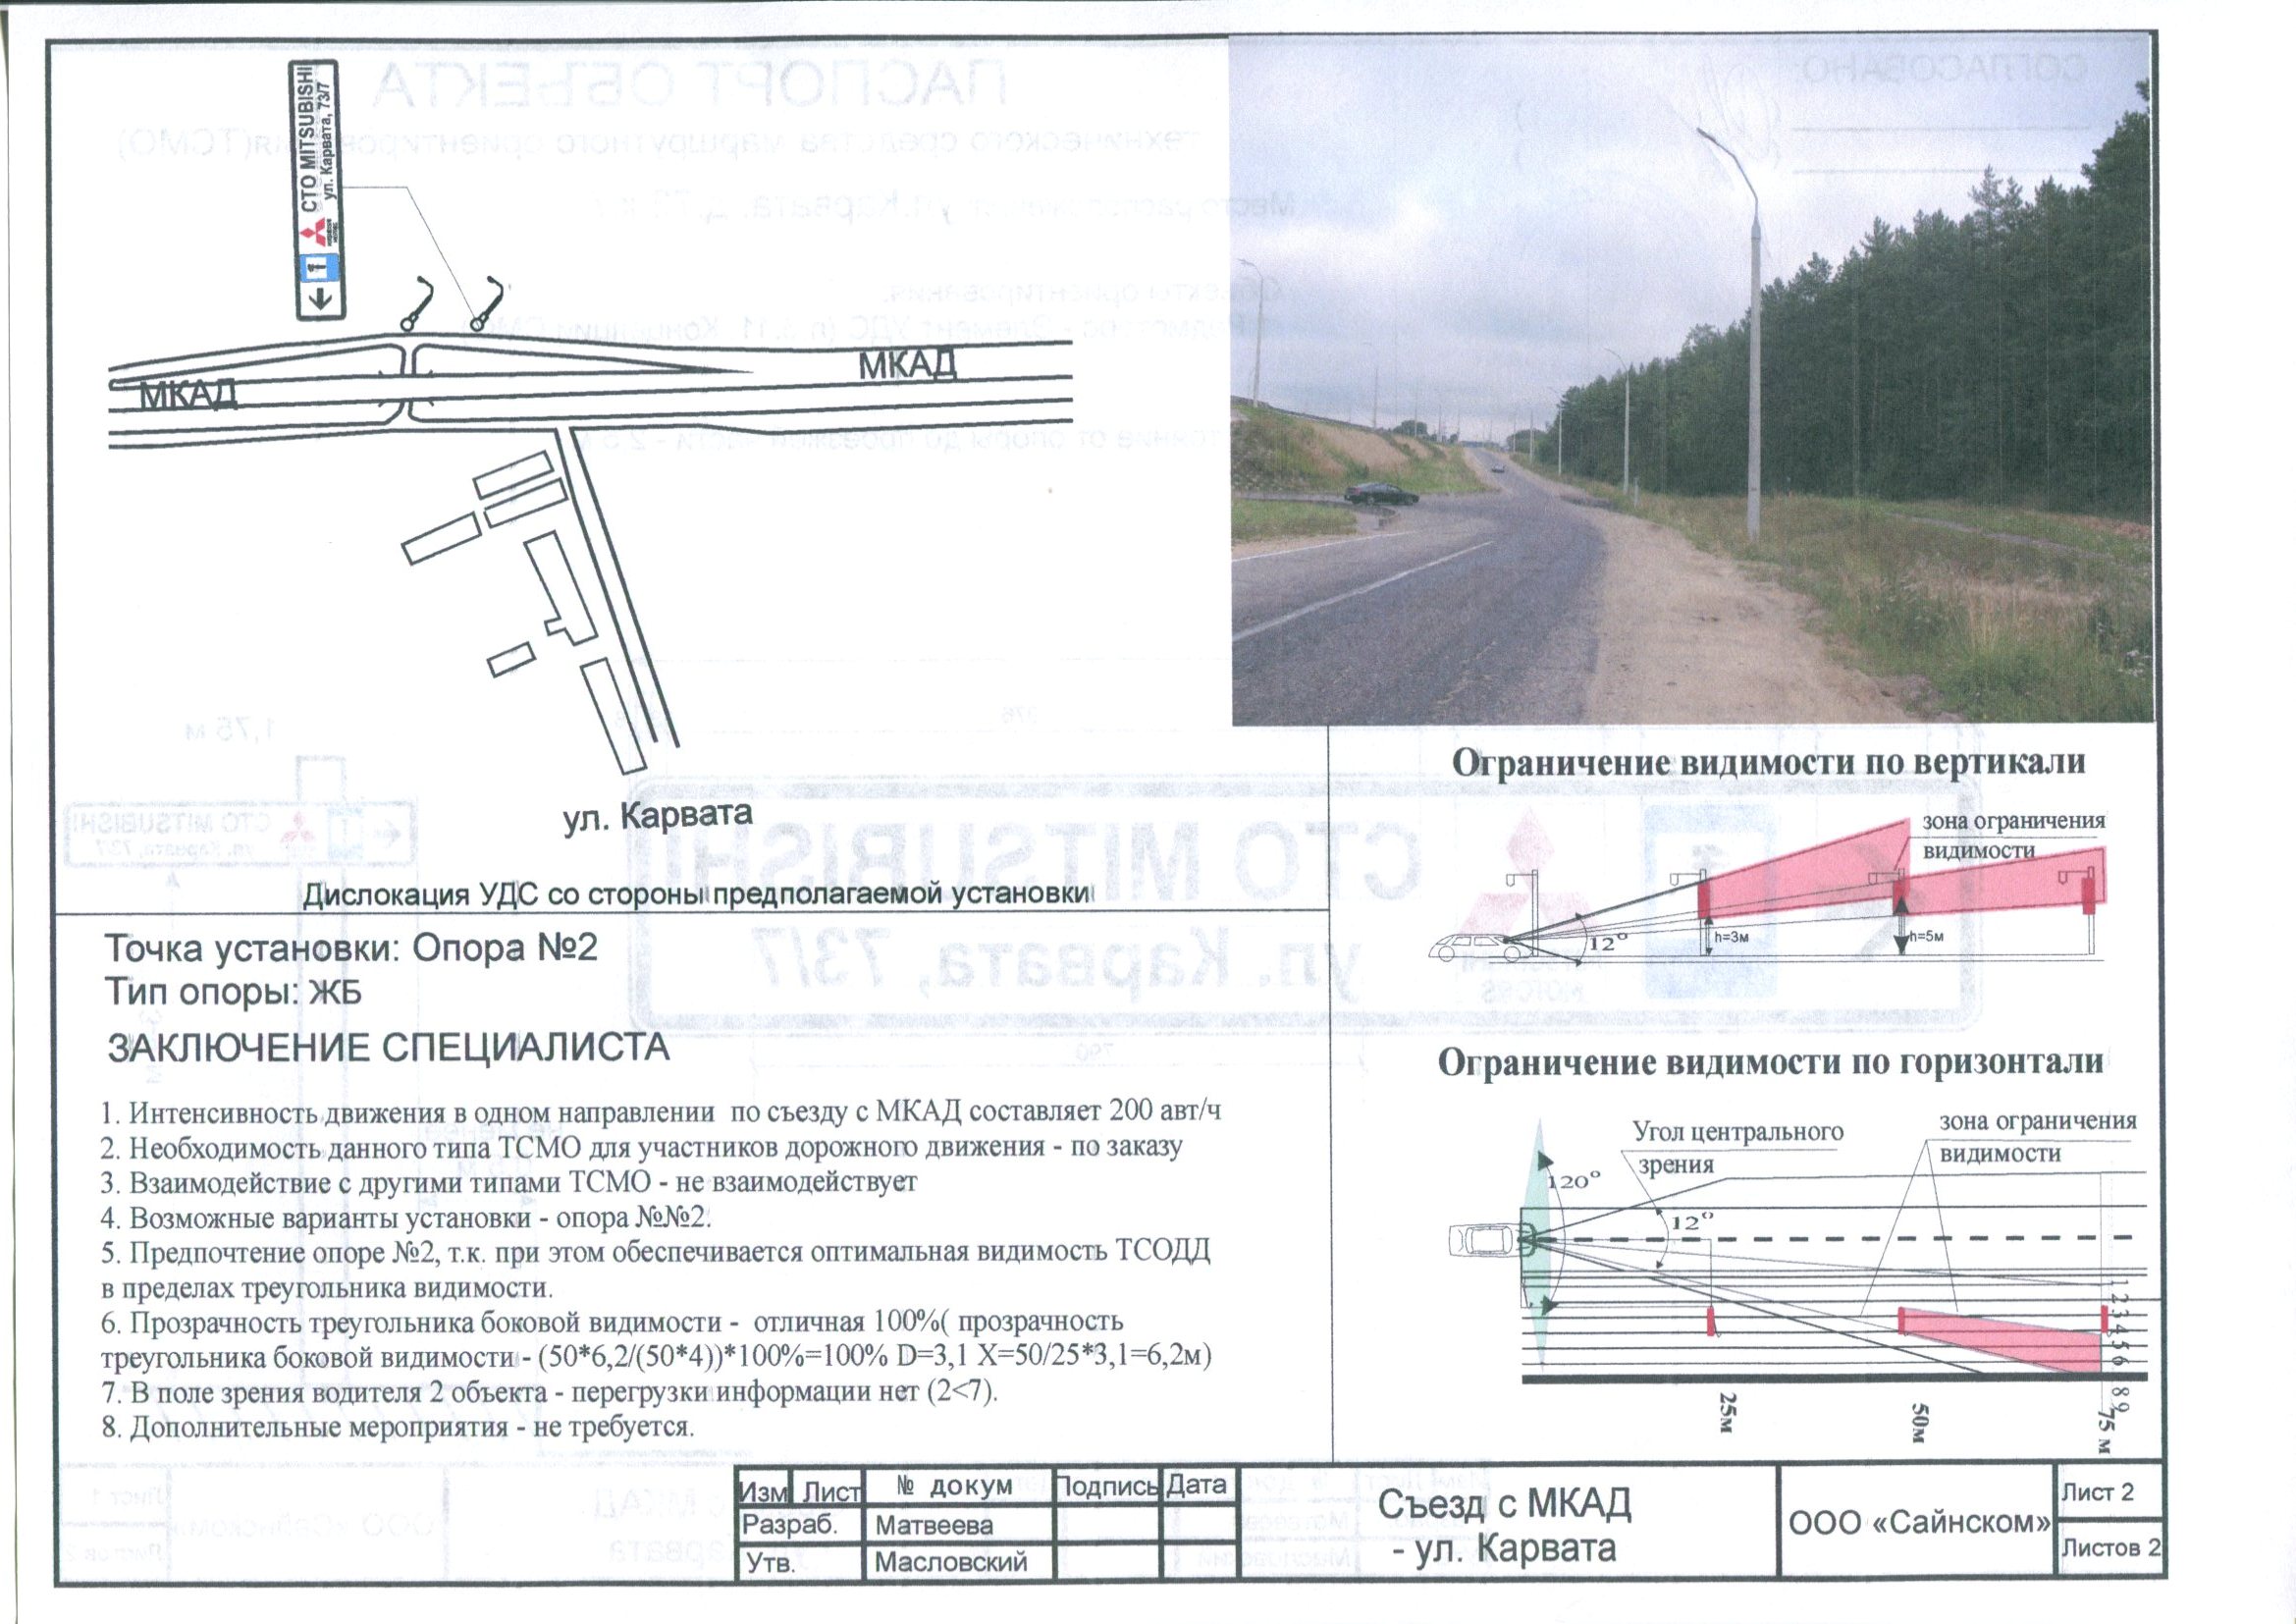 СТО MITSUBISHI
ул. Карвата, 73/7
МКАД
МКАД
ул. Карвата
Дислокация УДС со стороны предполагаемой установки
Точка установки: Опора №2
Тип опоры: ЖБ
ЗАКЛЮЧЕНИЕ СПЕЦИАЛИСТА
1. Интенсивность движения в одном направлении по съезду с МКАД составляет 200 авт/ч
2. Необходимость данного типа ТСМО для участников дорожного движения - по заказу
3. Взаимодействие с другими типами ТСМО - не взаимодействует
4. Возможные варианты установки - опора №№2.
5. Предпочтение опоре №2, т.к. при этом обеспечивается оптимальная видимость ТСОДД
в пределах треугольника видимости.
6. Прозрачность треугольника боковой видимости - отличная 100%( прозрачность
треугольника боковой видимости - (50*6,2/(50*4))*100%=100% D=3,1 X=50/25*3,1=6,2м)
7. В поле зрения водителя 2 объекта - перегрузки информации нет (2<7).
8. Дополнительные мероприятия - не требуется.
Ограничение видимости по вертикали
зона ограничения
видимости
12°
h=3м
h=5м
Ограничение видимости по горизонтали
Угол центрального
зрения
зона ограничения
видимости
120°
12°
1 2 3 4 5 6 8 9
25м
50м
75 м
Изм Лист № докум Подпись Дата
Разраб. Матвеева
Утв. Масловский
Съезд с МКАД
- ул. Карвата
ООО «Сайнском»
Лист 2
Листов 2